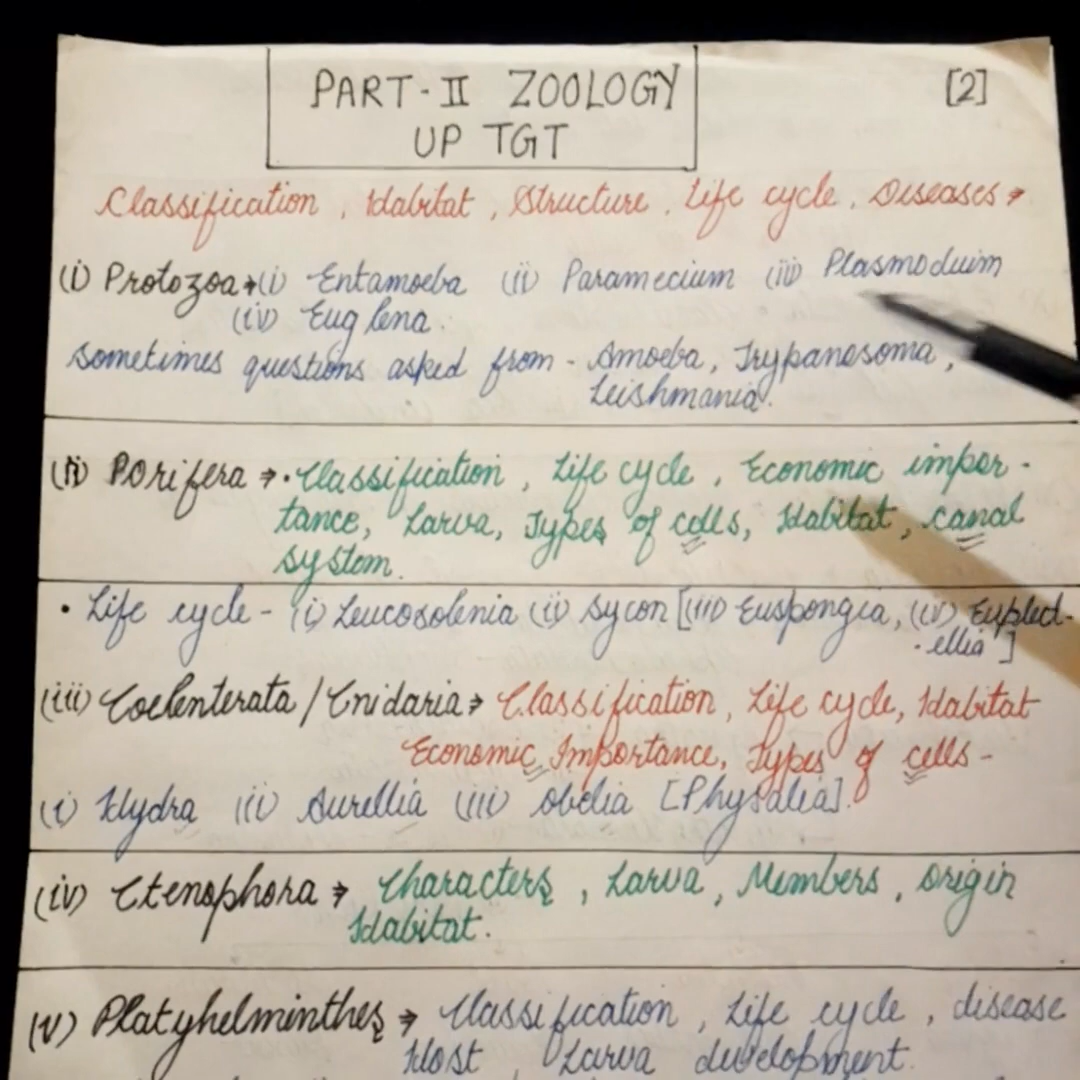 PART-II ZOOLOGY [2]
UP TGT
Classification, Habitat, Structure, Life cycle, Diseases →
(i) Protozoa → (i) Entamoeba (ii) Paramecium (iii) Plasmoduim
(iv) Euglena.
Sometimes questions asked from - Amoeba, Trypanosoma,
Leishmania.
(ii) Porifera ⇒ · Classification, Life cycle, Economic impor-
tance, Larva, Types of cells, Habitat, canal
system.
• Life cycle - (i) Leucosolenia (ii) Sycon [(iii) Euspongia, (iv) Euplect-
-ellia]
(iii) Coelenterata / Cnidaria ⇒ Classification, Life cycle, Habitat
Economic Importance, Types of cells -
(i) Hydra (ii) Aurellia (iii) Obelia [Physalia].
(iv) Ctenophora ⇒ Characters, Larva, Members, origin
Habitat.
(v) Platyhelminthes ⇒ Classification, Life cycle, disease
Host, Larva development.